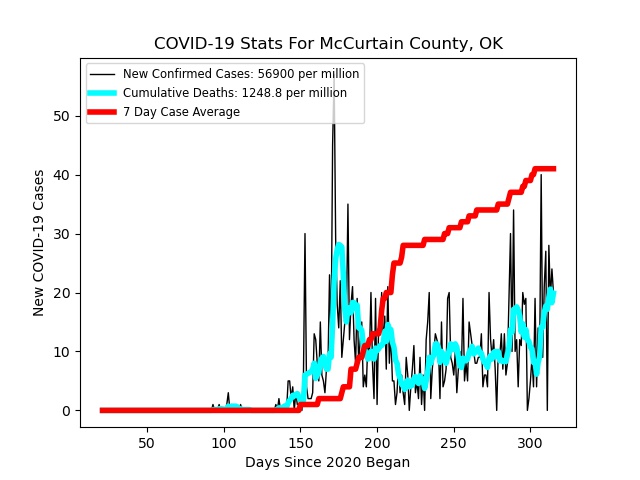 COVID-19 Stats For McCurtain County, OK
New Confirmed Cases: 56900 per million
Cumulative Deaths: 1248.8 per million
7 Day Case Average
New COVID-19 Cases
50
40
30
20
10
0
50 100 150 200 250 300
Days Since 2020 Began